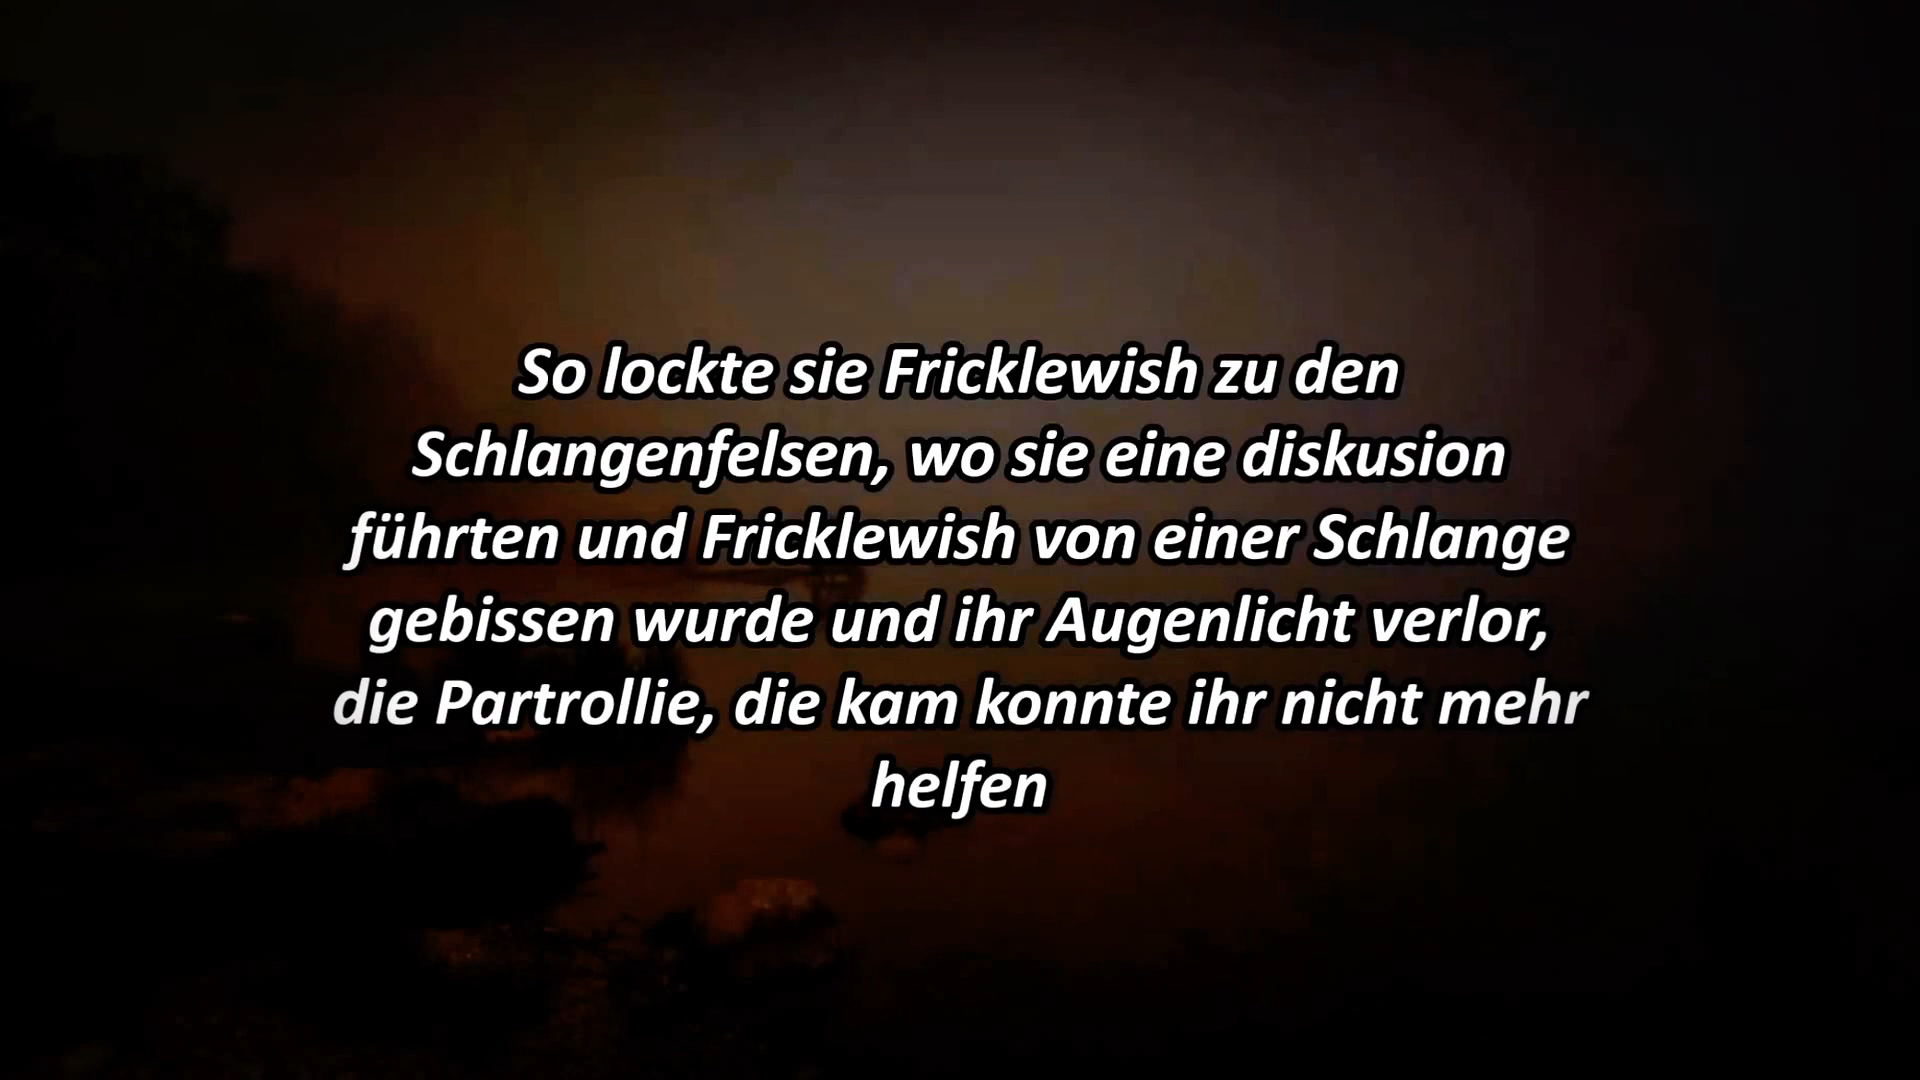 So lockte sie Fricklewish zu den
Schlangenfelsen, wo sie eine diskusion
führten und Fricklewish von einer Schlange
gebissen wurde und ihr Augenlicht verlor,
die Partrollie, die kam konnte ihr nicht mehr
helfen